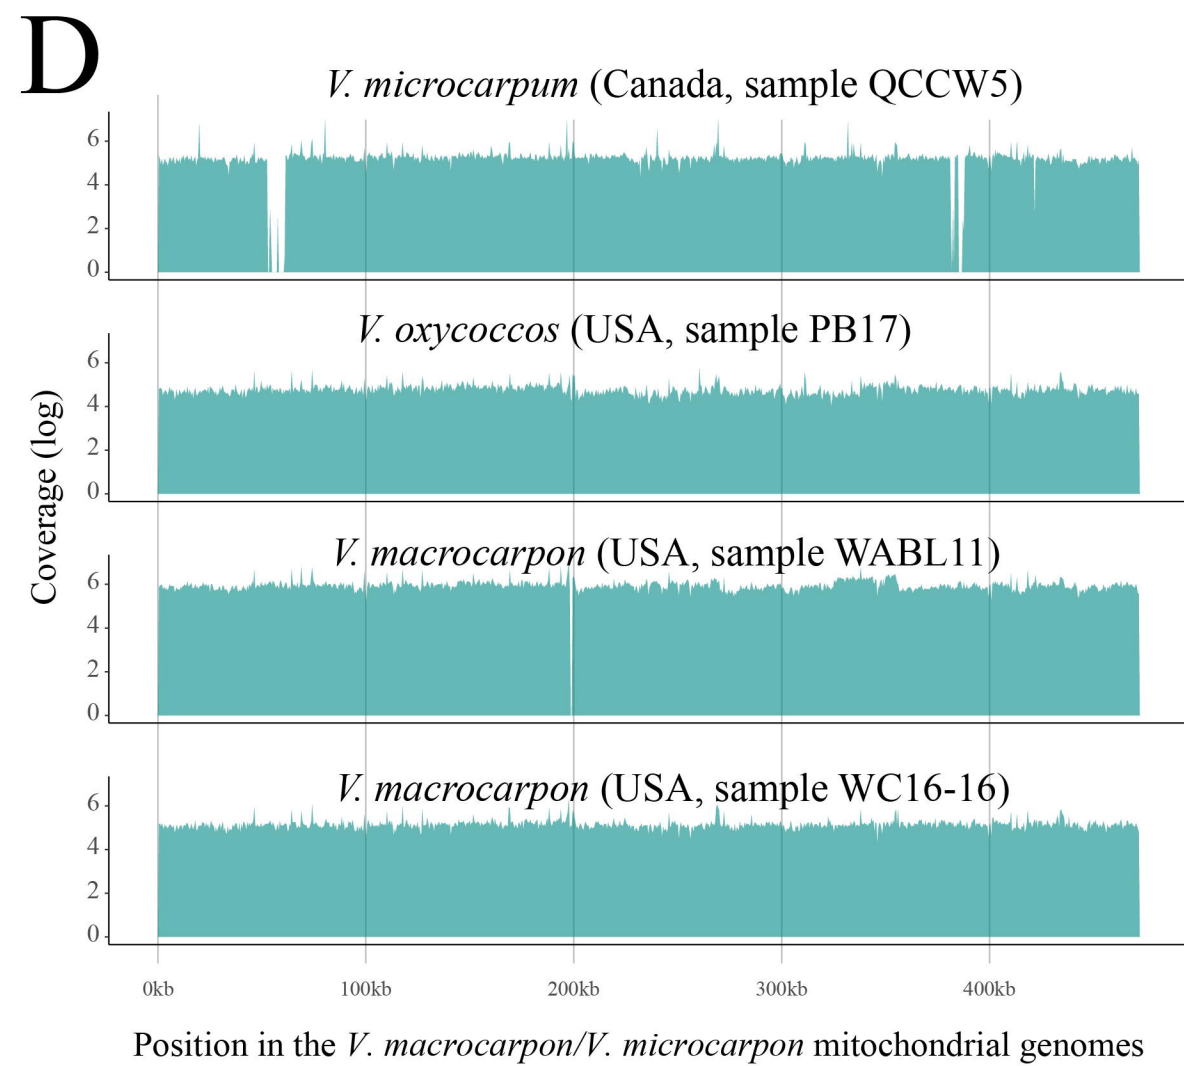 D
V. microcarpum (Canada, sample QCCW5)
6
4
2
0
V. oxycoccos (USA, sample PB17)
6
4
2
0
Coverage (log)
V. macrocarpon (USA, sample WABL11)
6
4
2
0
V. macrocarpon (USA, sample WC16-16)
6
4
2
0
0kb 100kb 200kb 300kb 400kb
Position in the V. macrocarpon/V. microcarpon mitochondrial genomes